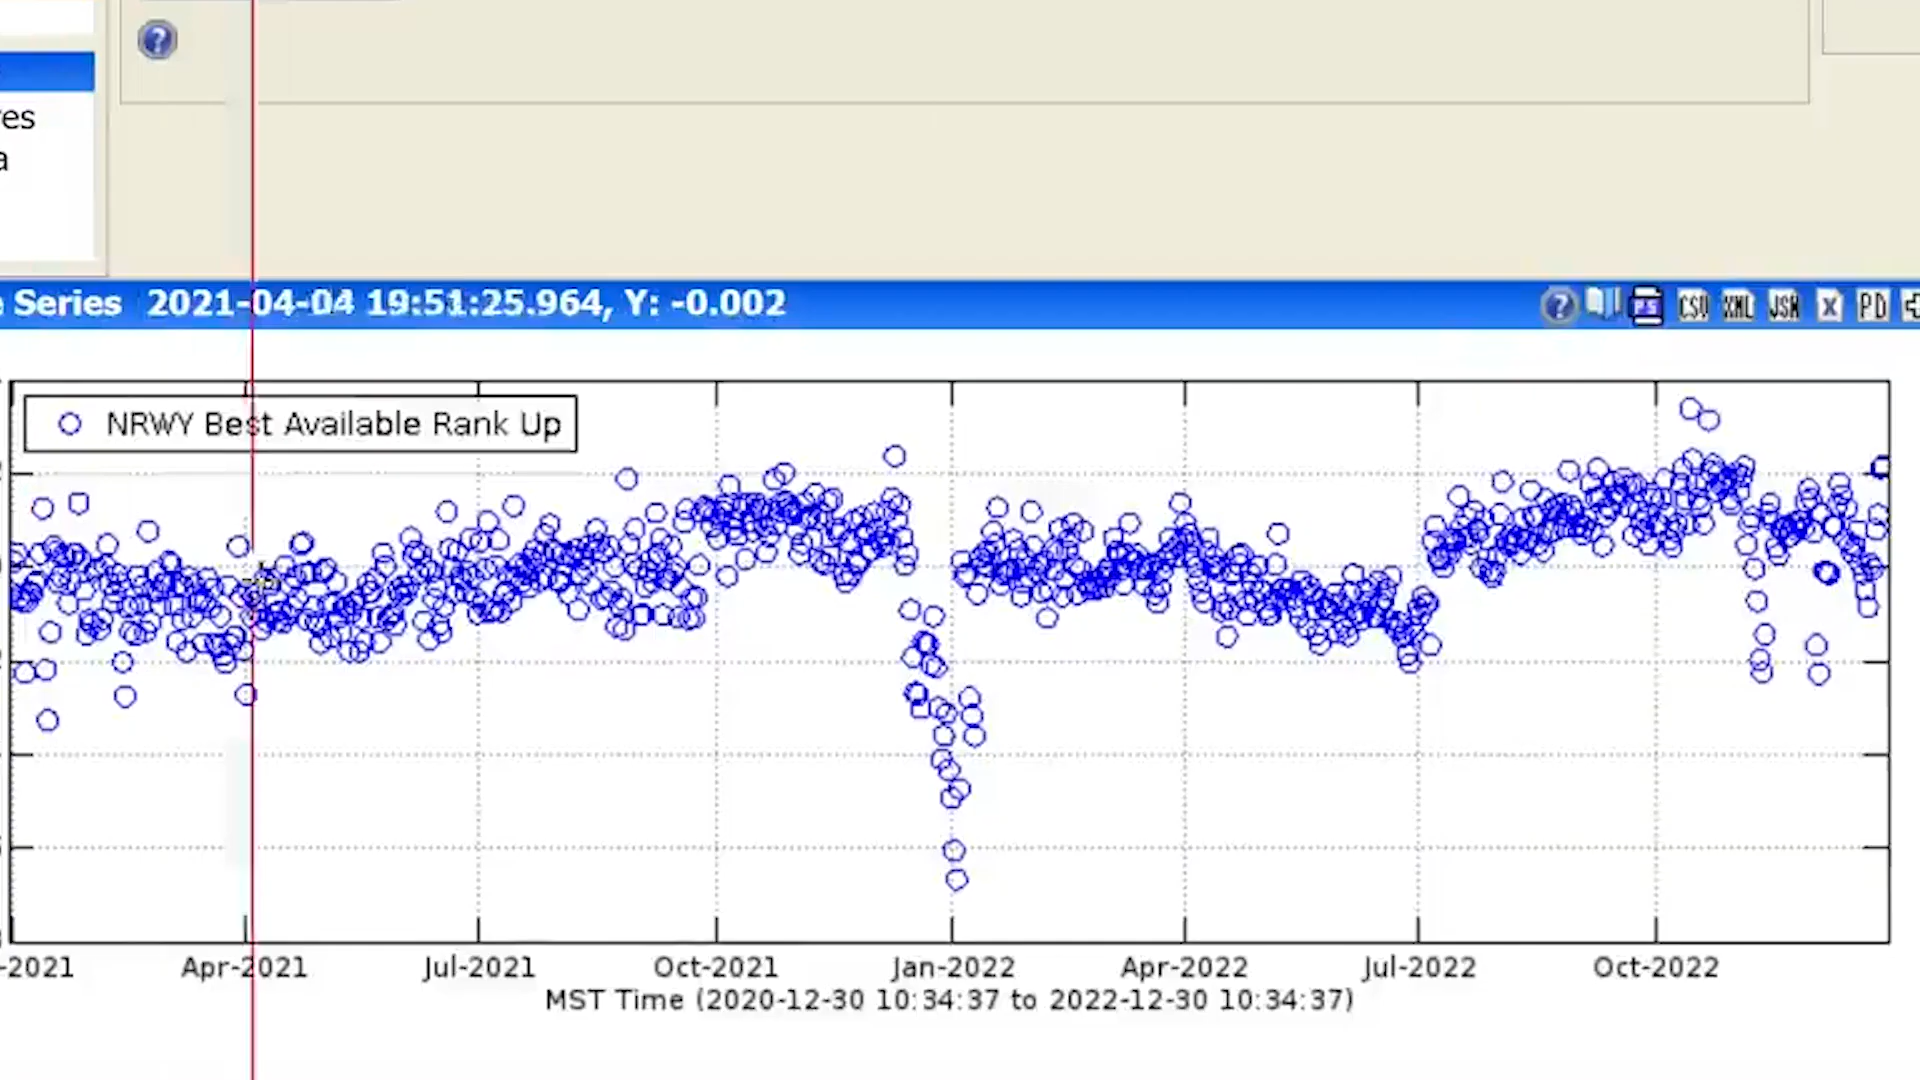 es
a
Series 2021-04-04 19:51:25.964, Y: -0.002
? PS CSV XML JSN X PD
NRWY Best Available Rank Up
-2021 Apr-2021 Jul-2021 Oct-2021 Jan-2022 Apr-2022 Jul-2022 Oct-2022
MST Time (2020-12-30 10:34:37 to 2022-12-30 10:34:37)